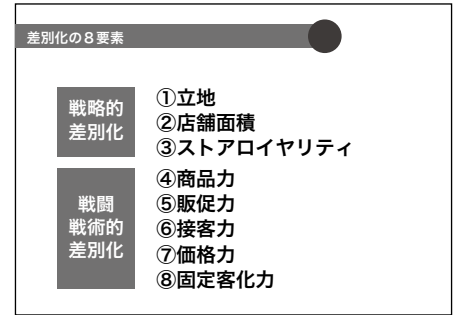 差別化の８要素
戦略的
差別化
①立地
②店舗面積
③ストアロイヤリティ
戦闘
戦術的
差別化
④商品力
⑤販促力
⑥接客力
⑦価格力
⑧固定客化力